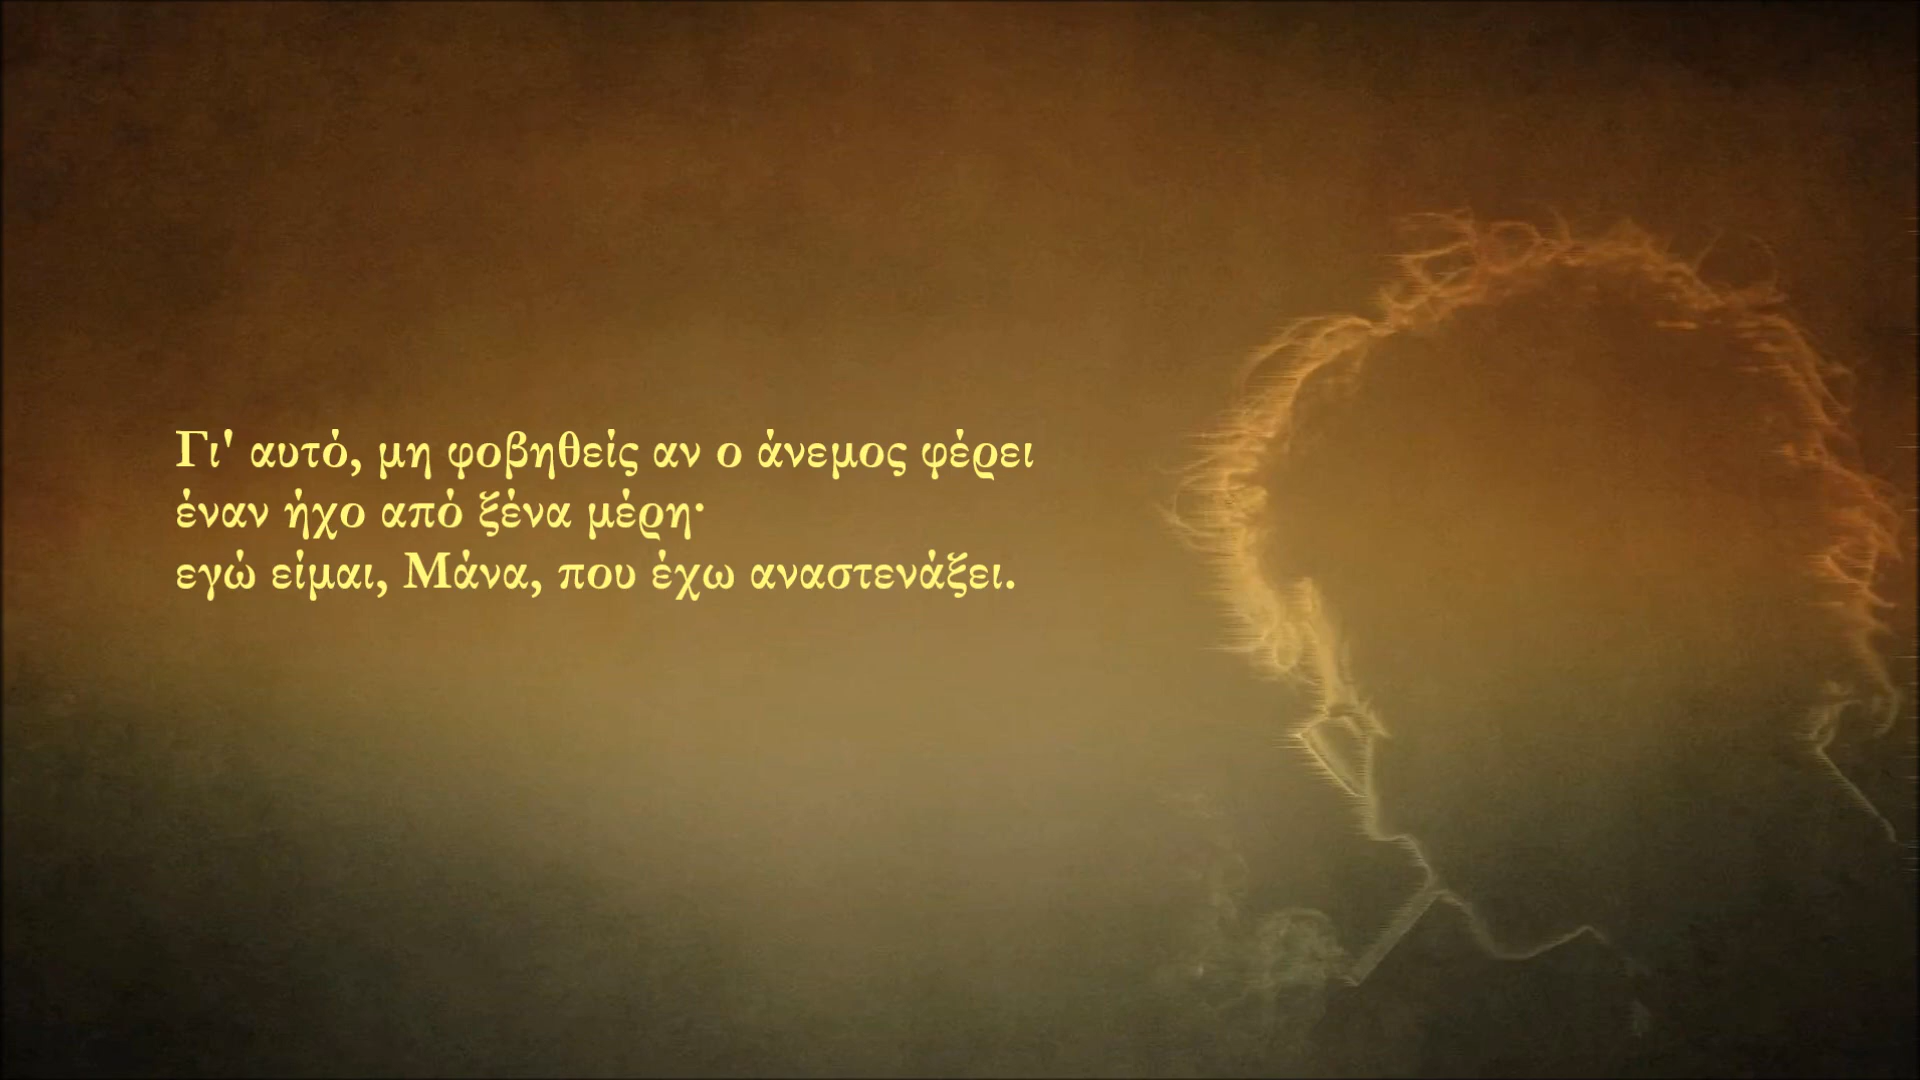 Γι' αυτό, μη φοβηθείς αν ο άνεμος φέρει
έναν ήχο από ξένα μέρη·
εγώ είμαι, Μάνα, που έχω αναστενάξει.